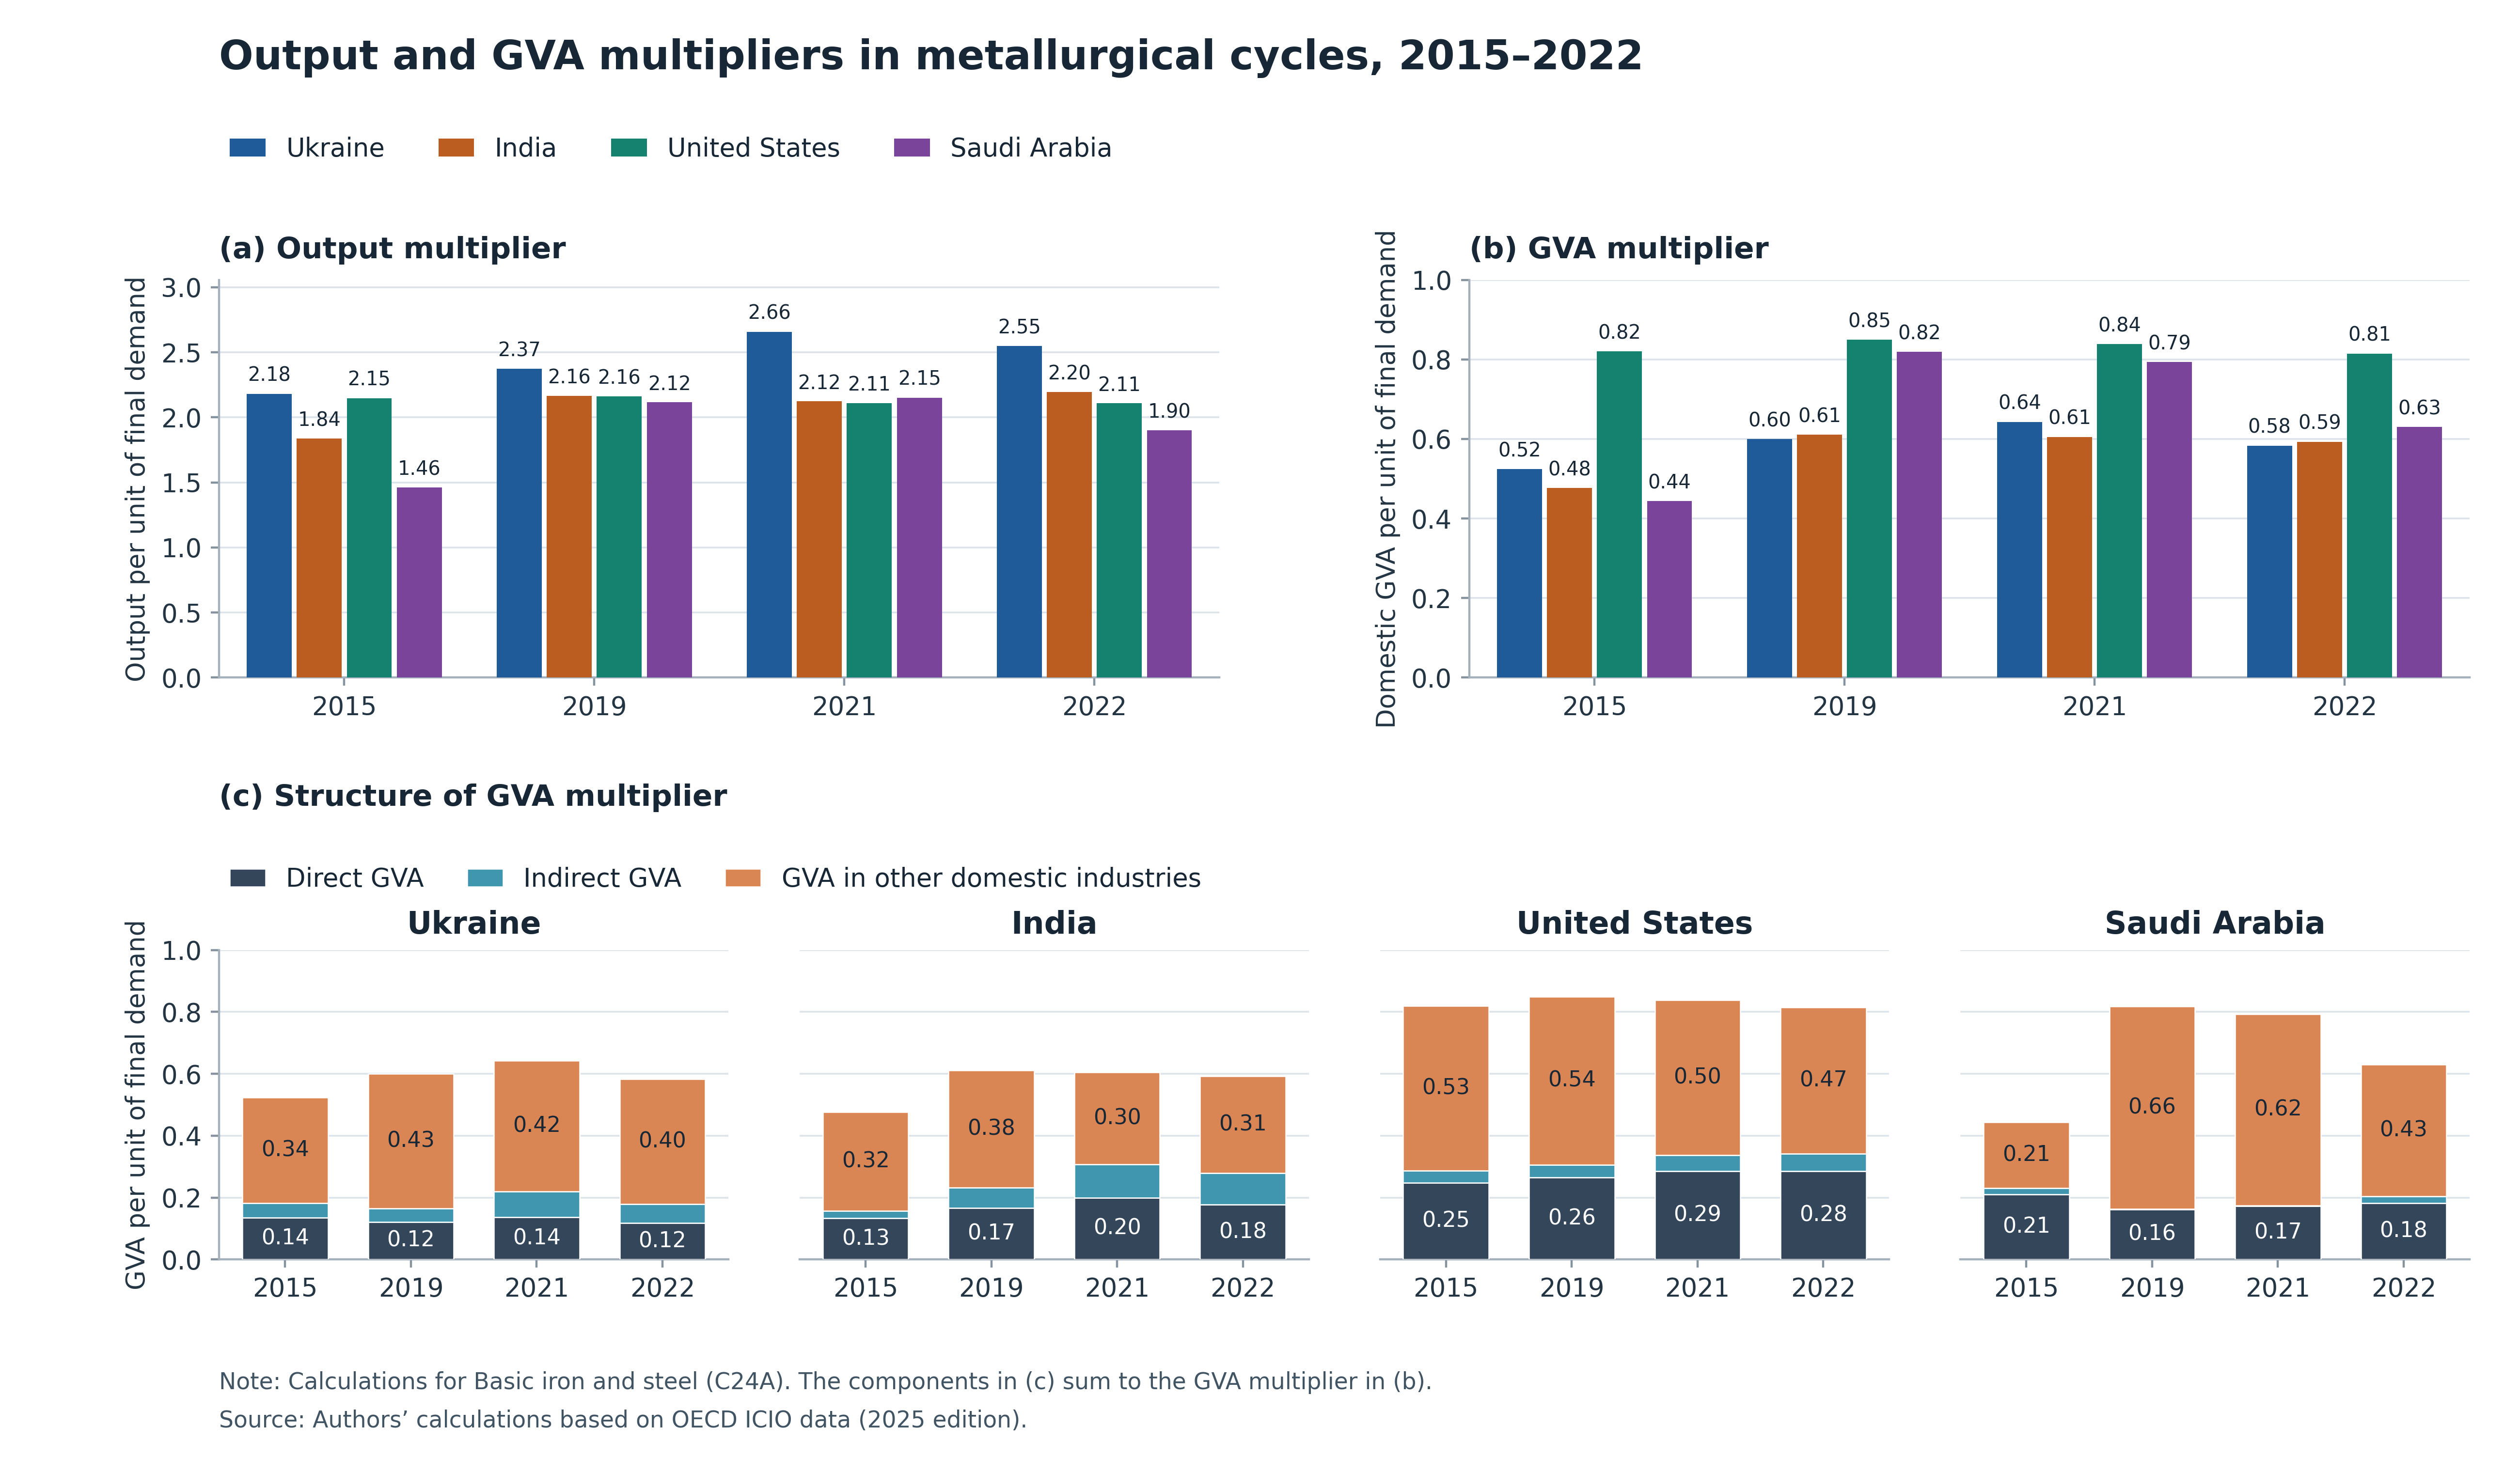 Output and GVA multipliers in metallurgical cycles, 2015–2022
Ukraine India United States Saudi Arabia
(a) Output multiplier
Output per unit of final demand
3.0
2.5
2.0
1.5
1.0
0.5
0.0
2.18 1.84 2.15 1.46
2.37 2.16 2.16 2.12
2.66 2.12 2.11 2.15
2.55 2.20 2.11 1.90
2015 2019 2021 2022
(b) GVA multiplier
Domestic GVA per unit of final demand
1.0
0.8
0.6
0.4
0.2
0.0
0.52 0.48 0.82 0.44
0.60 0.61 0.85 0.82
0.64 0.61 0.84 0.79
0.58 0.59 0.81 0.63
2015 2019 2021 2022
(c) Structure of GVA multiplier
Direct GVA Indirect GVA GVA in other domestic industries
GVA per unit of final demand
1.0
0.8
0.6
0.4
0.2
0.0
Ukraine
0.34 0.43 0.42 0.40
0.14 0.12 0.14 0.12
2015 2019 2021 2022
India
0.32 0.38 0.30 0.31
0.13 0.17 0.20 0.18
2015 2019 2021 2022
United States
0.53 0.54 0.50 0.47
0.25 0.26 0.29 0.28
2015 2019 2021 2022
Saudi Arabia
0.21 0.66 0.62 0.43
0.21 0.16 0.17 0.18
2015 2019 2021 2022
Note: Calculations for Basic iron and steel (C24A). The components in (c) sum to the GVA multiplier in (b).
Source: Authors’ calculations based on OECD ICIO data (2025 edition).